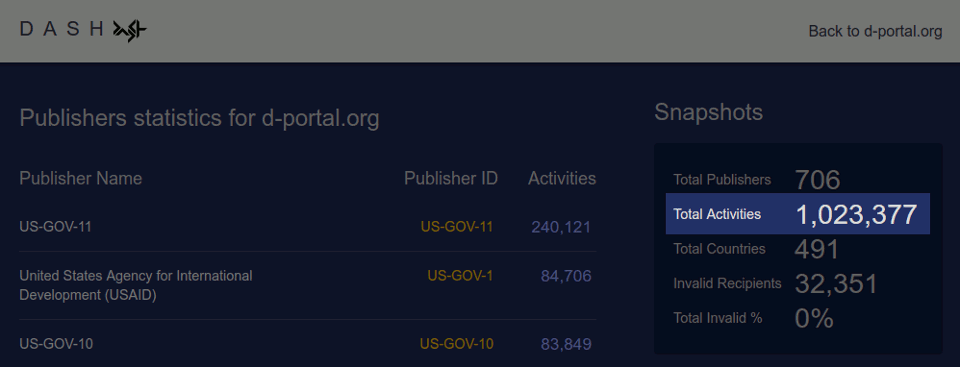 DASH
Back to d-portal.org
Publishers statistics for d-portal.org
Publisher Name Publisher ID Activities
US-GOV-11 US-GOV-11 240,121
United States Agency for International
Development (USAID) US-GOV-1 84,706
US-GOV-10 US-GOV-10 83,849
Snapshots
Total Publishers 706
Total Activities 1,023,377
Total Countries 491
Invalid Recipients 32,351
Total Invalid % 0%